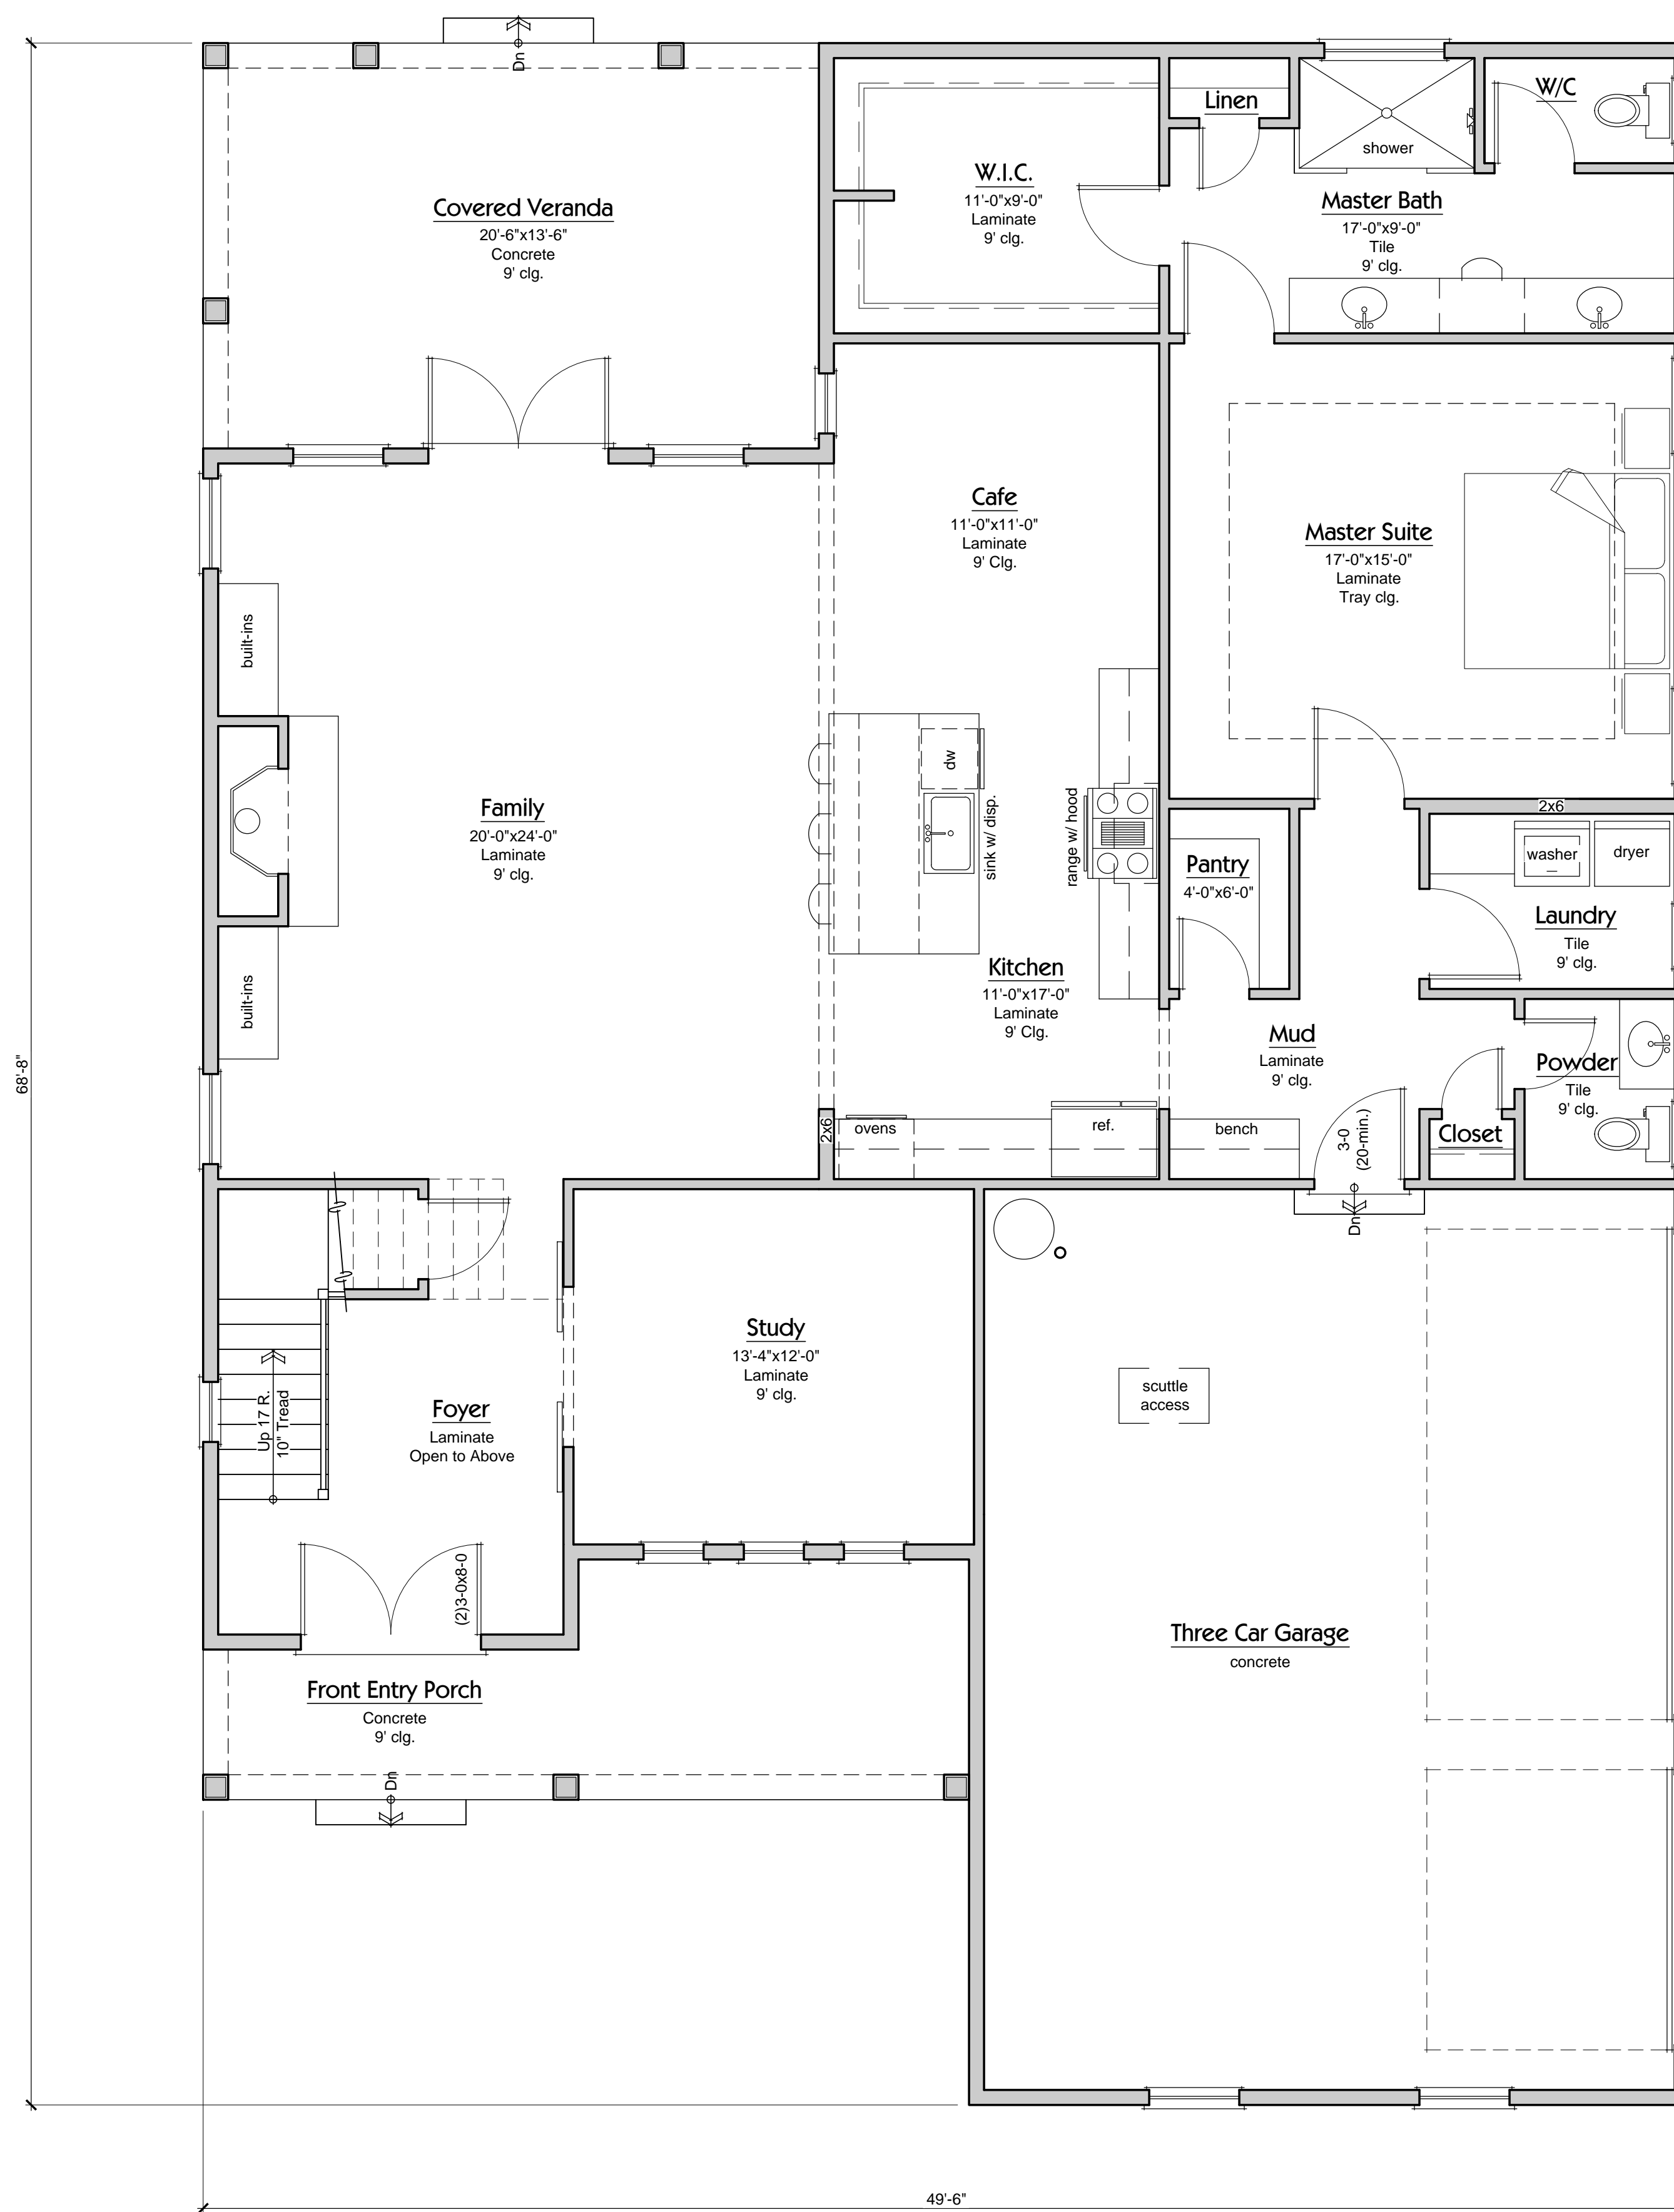 Dn
Covered Veranda
20'-6"x13'-6"
Concrete
9' clg.
W.I.C.
11'-0"x9'-0"
Laminate
9' clg.
Linen
shower
W/C
Master Bath
17'-0"x9'-0"
Tile
9' clg.
Cafe
11'-0"x11'-0"
Laminate
9' Clg.
Master Suite
17'-0"x15'-0"
Laminate
Tray clg.
built-ins
Family
20'-0"x24'-0"
Laminate
9' clg.
built-ins
dw
sink w/ disp.
range w/ hood
Kitchen
11'-0"x17'-0"
Laminate
9' Clg.
Pantry
4'-0"x6'-0"
2x6
washer
dryer
Laundry
Tile
9' clg.
Mud
Laminate
9' clg.
Powder
Tile
9' clg.
68'-8"
2x6
ovens
ref.
bench
3-0
(20-min.)
Closet
Dn
Study
13'-4"x12'-0"
Laminate
9' clg.
scuttle
access
Up 17 R.
10" Tread
Foyer
Laminate
Open to Above
(2)3-0x8-0
Three Car Garage
concrete
Front Entry Porch
Concrete
9' clg.
Dn
49'-6"